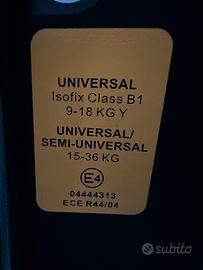 UNIVERSAL
Isofix Class B1
9-18 KG Y
UNIVERSAL/
SEMI-UNIVERSAL
15-36 KG
E4
04444313
ECE R44/04
subito